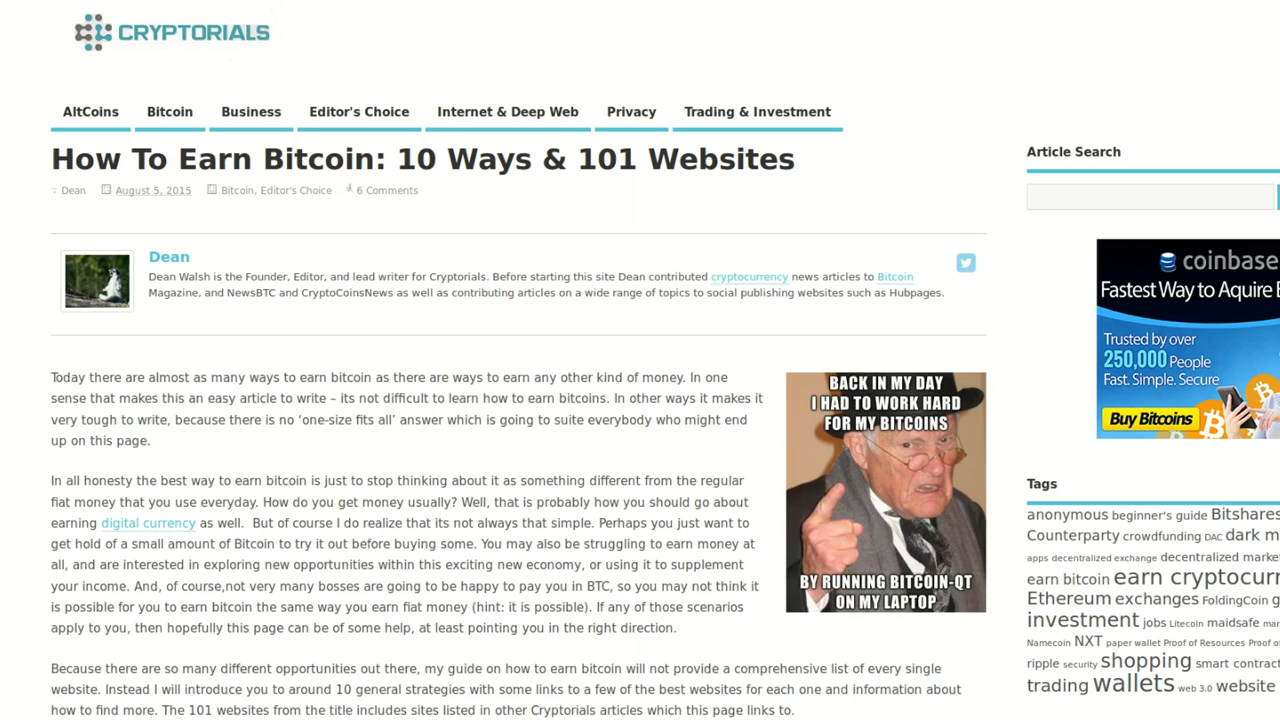 CRYPTORIALS
AltCoins Bitcoin Business Editor's Choice Internet & Deep Web Privacy Trading & Investment
How To Earn Bitcoin: 10 Ways & 101 Websites
Dean August 5, 2015 Bitcoin, Editor's Choice 6 Comments
Dean
Dean Walsh is the Founder, Editor, and lead writer for Cryptorials. Before starting this site Dean contributed cryptocurrency news articles to Bitcoin
Magazine, and NewsBTC and CryptoCoinsNews as well as contributing articles on a wide range of topics to social publishing websites such as Hubpages.
Today there are almost as many ways to earn bitcoin as there are ways to earn any other kind of money. In one
sense that makes this an easy article to write – its not difficult to learn how to earn bitcoins. In other ways it makes it
very tough to write, because there is no ‘one-size fits all’ answer which is going to suite everybody who might end
up on this page.
In all honesty the best way to earn bitcoin is just to stop thinking about it as something different from the regular
fiat money that you use everyday. How do you get money usually? Well, that is probably how you should go about
earning digital currency as well. But of course I do realize that its not always that simple. Perhaps you just want to
get hold of a small amount of Bitcoin to try it out before buying some. You may also be struggling to earn money at
all, and are interested in exploring new opportunities within this exciting new economy, or using it to supplement
your income. And, of course,not very many bosses are going to be happy to pay you in BTC, so you may not think it
is possible for you to earn bitcoin the same way you earn fiat money (hint: it is possible). If any of those scenarios
apply to you, then hopefully this page can be of some help, at least pointing you in the right direction.
BACK IN MY DAY
I HAD TO WORK HARD
FOR MY BITCOINS
BY RUNNING BITCOIN-QT
ON MY LAPTOP
Because there are so many different opportunities out there, my guide on how to earn bitcoin will not provide a comprehensive list of every single
website. Instead I will introduce you to around 10 general strategies with some links to a few of the best websites for each one and information about
how to find more. The 101 websites from the title includes sites listed in other Cryptorials articles which this page links to.
Article Search
coinbase
Fastest Way to Aquire
Trusted by over
250,000 People
Fast. Simple. Secure
Buy Bitcoins
Tags
anonymous beginner's guide Bitshares
Counterparty crowdfunding DAC dark m
apps decentralized exchange decentralized market
earn bitcoin earn cryptocurr
Ethereum exchanges FoldingCoin g
investment jobs Litecoin maidsafe mar
Namecoin NXT paper wallet Proof of Resources Proof of
ripple security shopping smart contract
trading wallets web 3.0 website